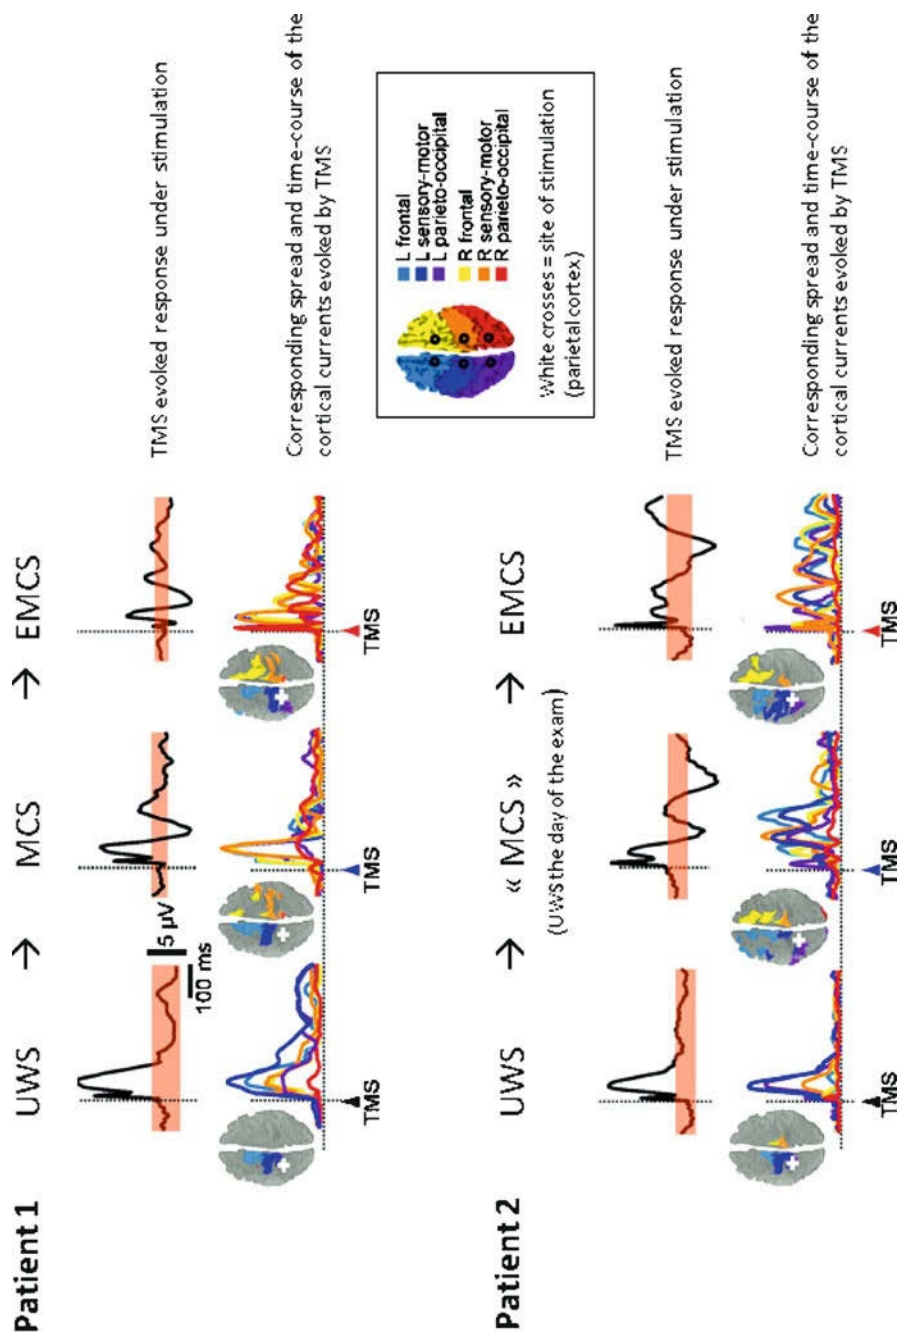 Patient 1
UWS → MCS → EMCS
5 µV
100 ms
TMS evoked response under stimulation
TMS
TMS
TMS
Corresponding spread and time-course of the
cortical currents evoked by TMS
L frontal
L sensory-motor
L parieto-occipital
R frontal
R sensory-motor
R parieto-occipital
White crosses = site of stimulation
(parietal cortex)
Patient 2
UWS → « MCS » → EMCS
(UWS the day of the exam)
TMS evoked response under stimulation
TMS
TMS
TMS
Corresponding spread and time-course of the
cortical currents evoked by TMS